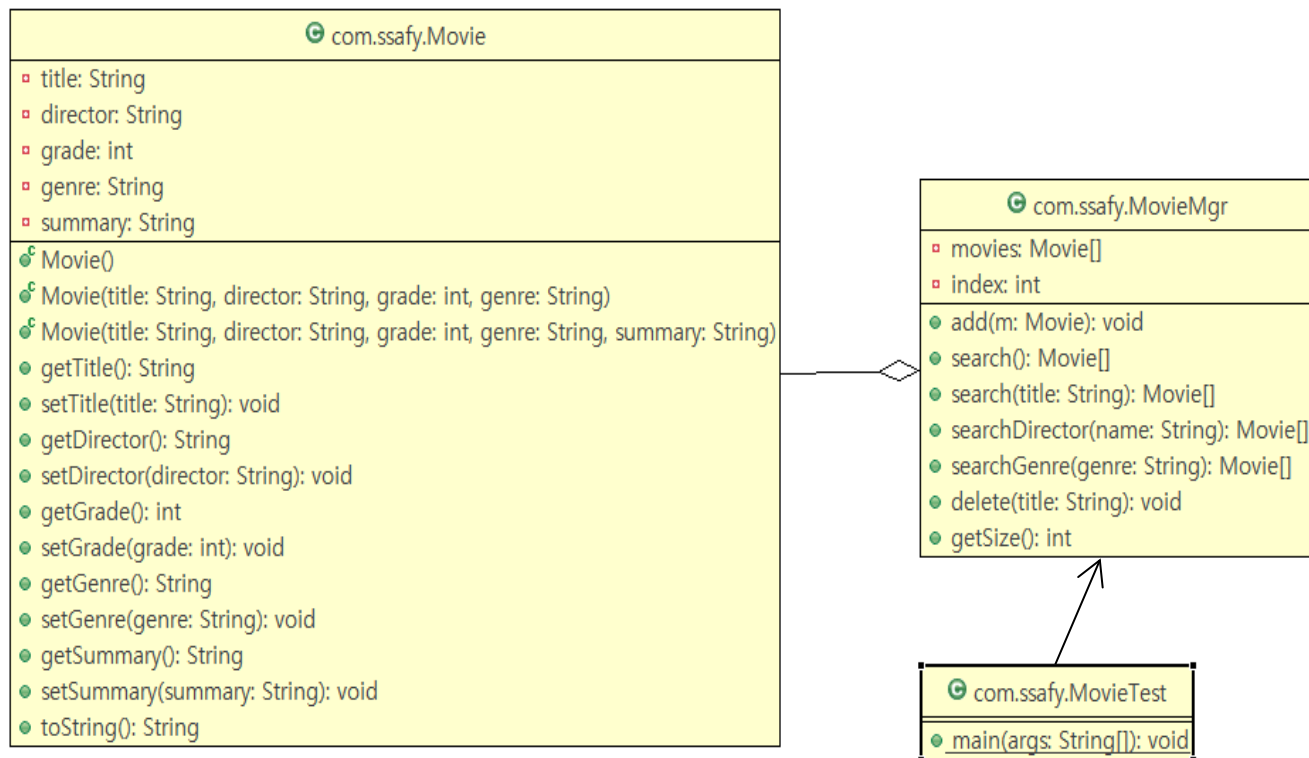 com.ssafy.Movie
title: String
director: String
grade: int
genre: String
summary: String
Movie()
Movie(title: String, director: String, grade: int, genre: String)
Movie(title: String, director: String, grade: int, genre: String, summary: String)
getTitle(): String
setTitle(title: String): void
getDirector(): String
setDirector(director: String): void
getGrade(): int
setGrade(grade: int): void
getGenre(): String
setGenre(genre: String): void
getSummary(): String
setSummary(summary: String): void
toString(): String
com.ssafy.MovieMgr
movies: Movie[]
index: int
add(m: Movie): void
search(): Movie[]
search(title: String): Movie[]
searchDirector(name: String): Movie[]
searchGenre(genre: String): Movie[]
delete(title: String): void
getSize(): int
com.ssafy.MovieTest
main(args: String[]): void